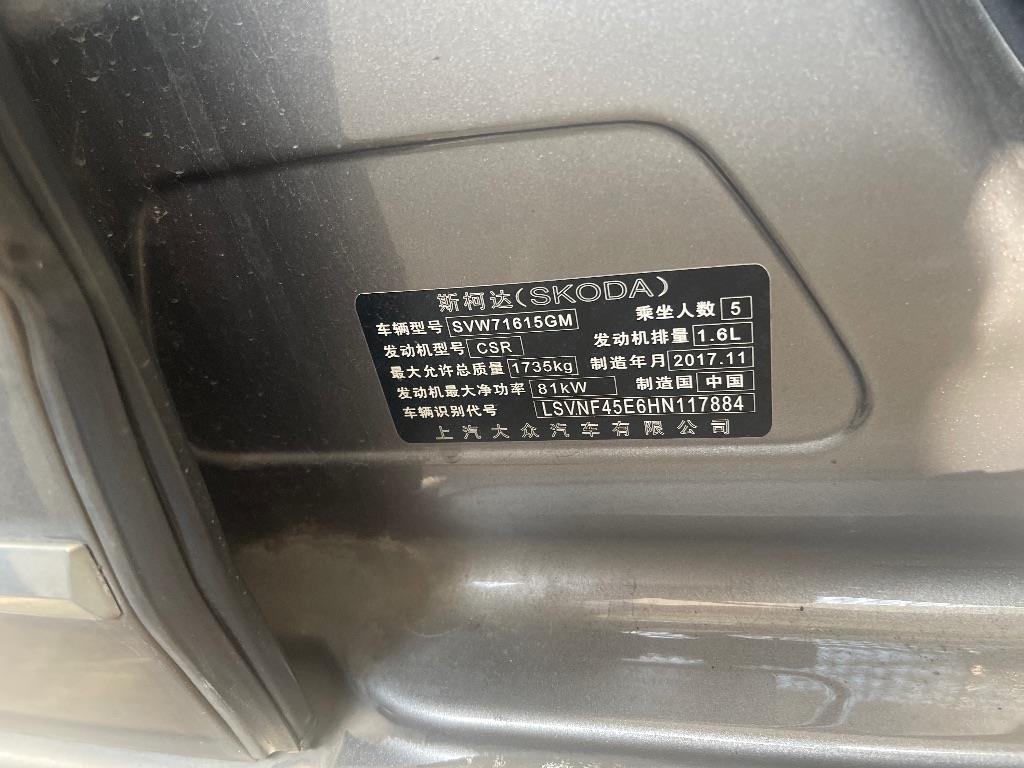 斯柯达(SKODA)
车辆型号 SVW71615GM 乘坐人数 5
发动机型号 CSR 发动机排量 1.6L
最大允许总质量 1735kg 制造年月 2017.11
发动机最大净功率 81kW 制造国 中国
车辆识别代号 LSVNF45E6HN117884
上汽大众汽车有限公司